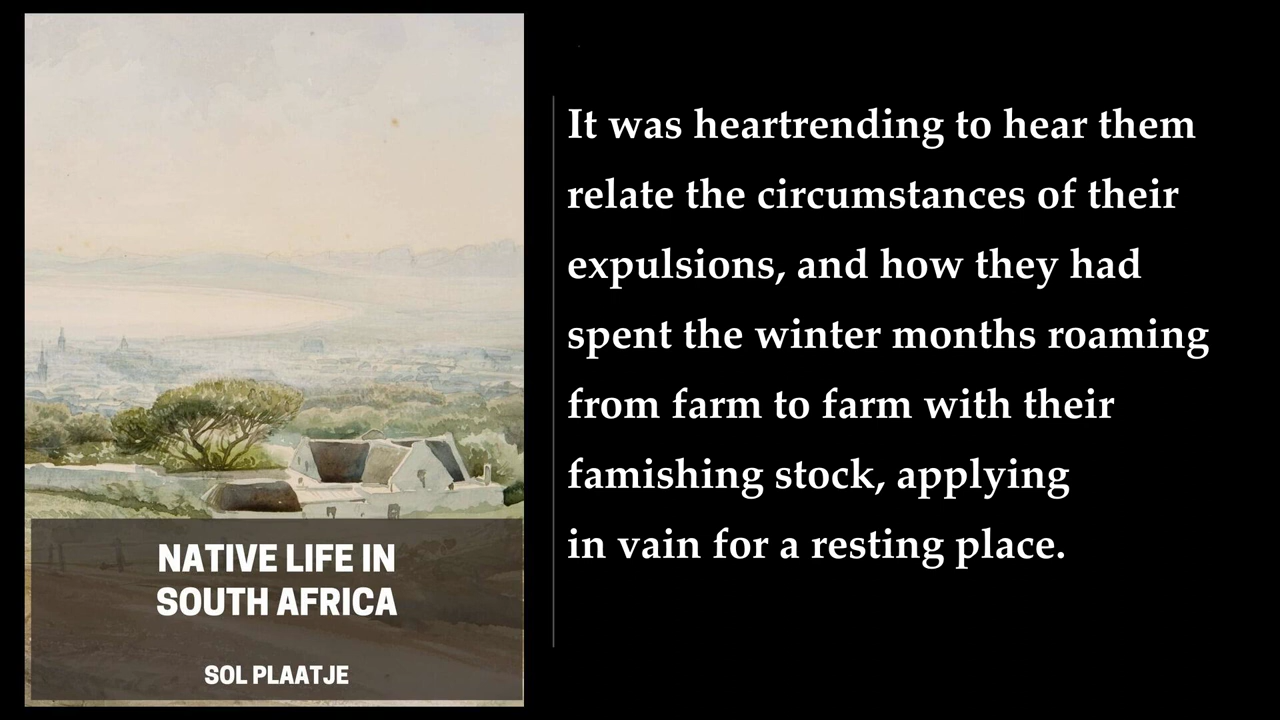 NATIVE LIFE IN
SOUTH AFRICA
SOL PLAATJE
It was heartrending to hear them
relate the circumstances of their
expulsions, and how they had
spent the winter months roaming
from farm to farm with their
famishing stock, applying
in vain for a resting place.